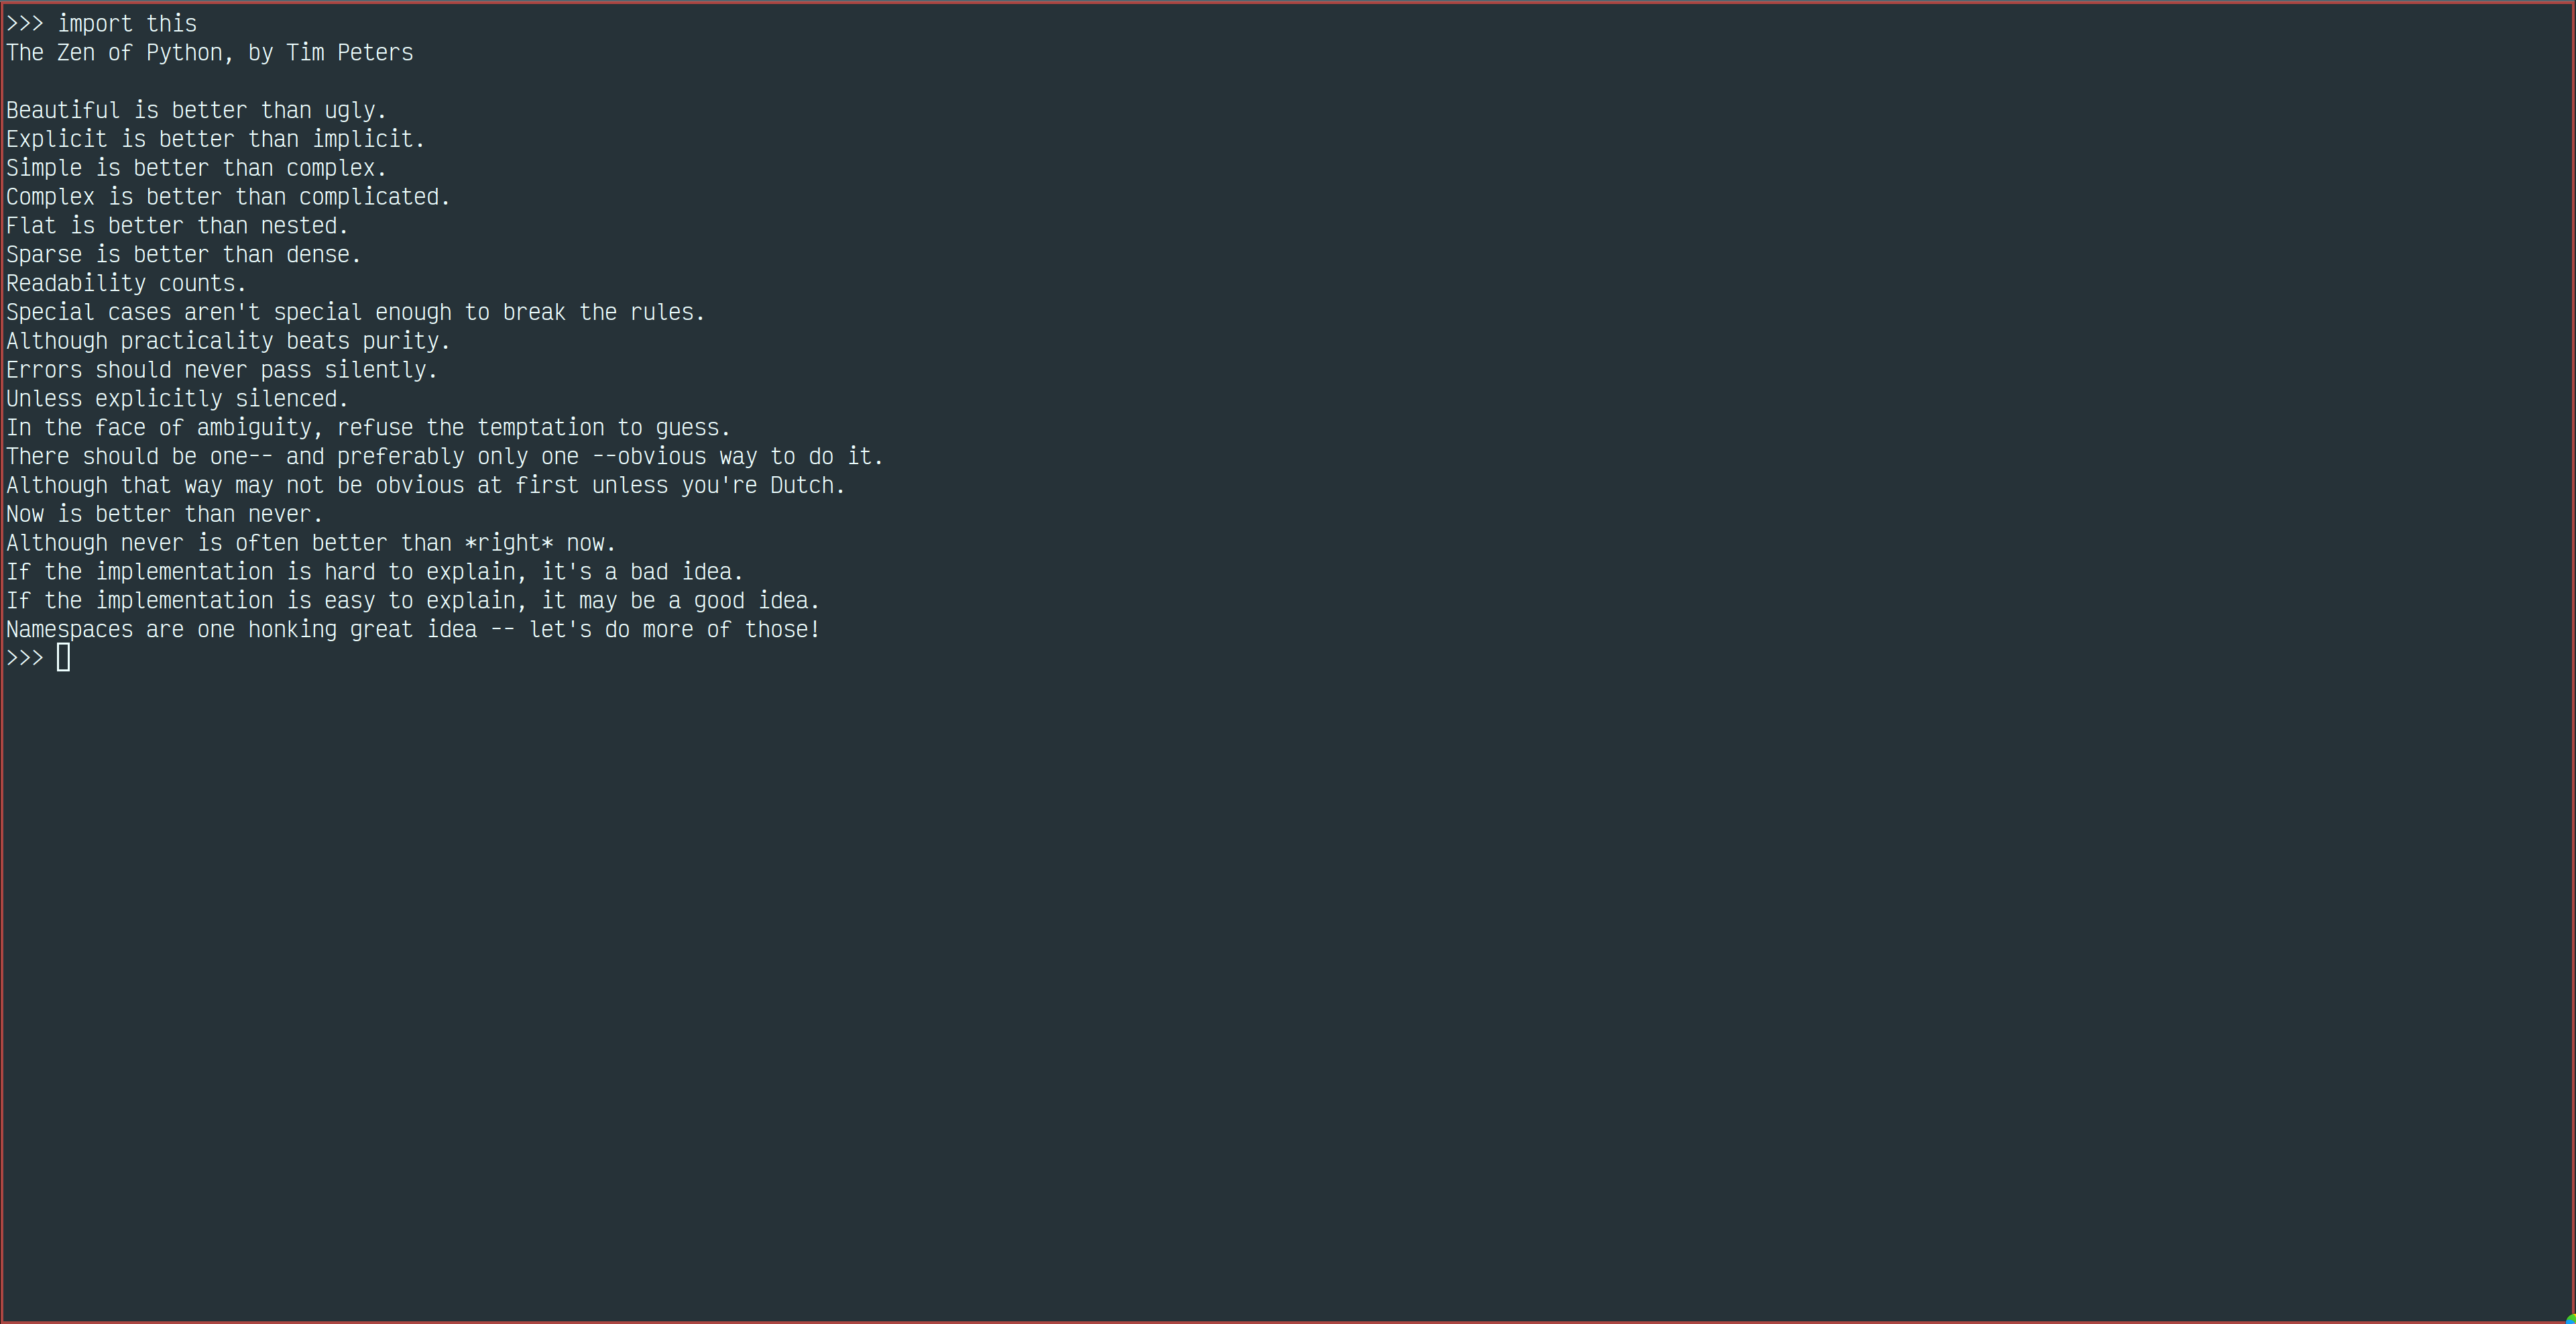 >>> import this
The Zen of Python, by Tim Peters

Beautiful is better than ugly.
Explicit is better than implicit.
Simple is better than complex.
Complex is better than complicated.
Flat is better than nested.
Sparse is better than dense.
Readability counts.
Special cases aren't special enough to break the rules.
Although practicality beats purity.
Errors should never pass silently.
Unless explicitly silenced.
In the face of ambiguity, refuse the temptation to guess.
There should be one-- and preferably only one --obvious way to do it.
Although that way may not be obvious at first unless you're Dutch.
Now is better than never.
Although never is often better than *right* now.
If the implementation is hard to explain, it's a bad idea.
If the implementation is easy to explain, it may be a good idea.
Namespaces are one honking great idea -- let's do more of those!
>>>